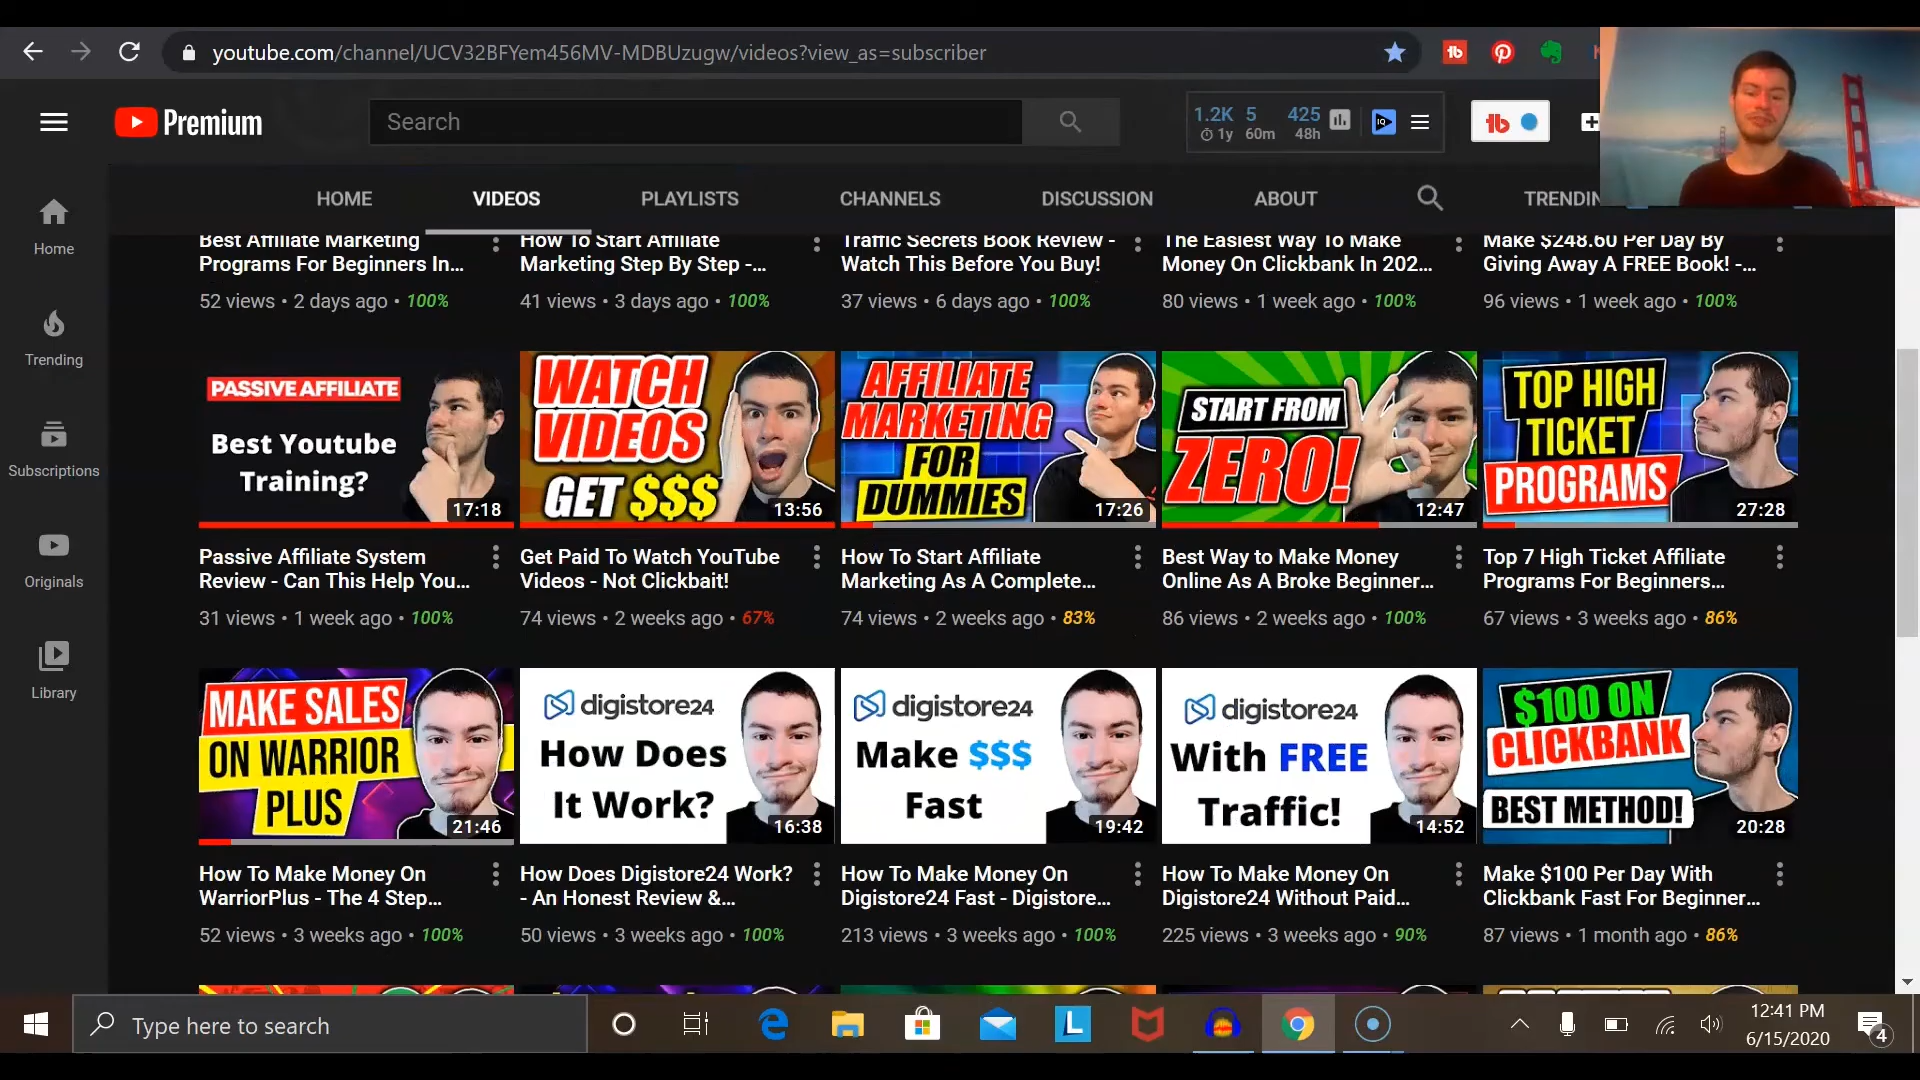 youtube.com/channel/UCV32BFYem456MV-MDBUzugw/videos?view_as=subscriber
Premium
Search
1.2K 5 425
1y 60m 48h
HOME VIDEOS PLAYLISTS CHANNELS DISCUSSION ABOUT TRENDIN
Home
Trending
Subscriptions
Originals
Library
Best Affiliate Marketing
Programs For Beginners In...
52 views • 2 days ago • 100%
How To Start Affiliate
Marketing Step By Step -...
41 views • 3 days ago • 100%
Traffic Secrets Book Review -
Watch This Before You Buy!
37 views • 6 days ago • 100%
The Easiest Way To Make
Money On Clickbank In 202...
80 views • 1 week ago • 100%
Make $248.60 Per Day By
Giving Away A FREE Book! -...
96 views • 1 week ago • 100%
PASSIVE AFFILIATE
Best Youtube
Training?
17:18
Passive Affiliate System
Review - Can This Help You...
31 views • 1 week ago • 100%
WATCH
VIDEOS
GET $$$
13:56
Get Paid To Watch YouTube
Videos - Not Clickbait!
74 views • 2 weeks ago • 67%
AFFILIATE
MARKETING
FOR
DUMMIES
17:26
How To Start Affiliate
Marketing As A Complete...
74 views • 2 weeks ago • 83%
START FROM
ZERO!
12:47
Best Way to Make Money
Online As A Broke Beginner...
86 views • 2 weeks ago • 100%
TOP HIGH
TICKET
PROGRAMS
27:28
Top 7 High Ticket Affiliate
Programs For Beginners...
67 views • 3 weeks ago • 86%
MAKE SALES
ON WARRIOR
PLUS
21:46
How To Make Money On
WarriorPlus - The 4 Step...
52 views • 3 weeks ago • 100%
digistore24
How Does
It Work?
16:38
How Does Digistore24 Work?
- An Honest Review &...
50 views • 3 weeks ago • 100%
digistore24
Make $$$
Fast
19:42
How To Make Money On
Digistore24 Fast - Digistore...
213 views • 3 weeks ago • 100%
digistore24
With FREE
Traffic!
14:52
How To Make Money On
Digistore24 Without Paid...
225 views • 3 weeks ago • 90%
$100 ON
CLICKBANK
BEST METHOD!
20:28
Make $100 Per Day With
Clickbank Fast For Beginner...
87 views • 1 month ago • 86%
Type here to search
12:41 PM
6/15/2020
4